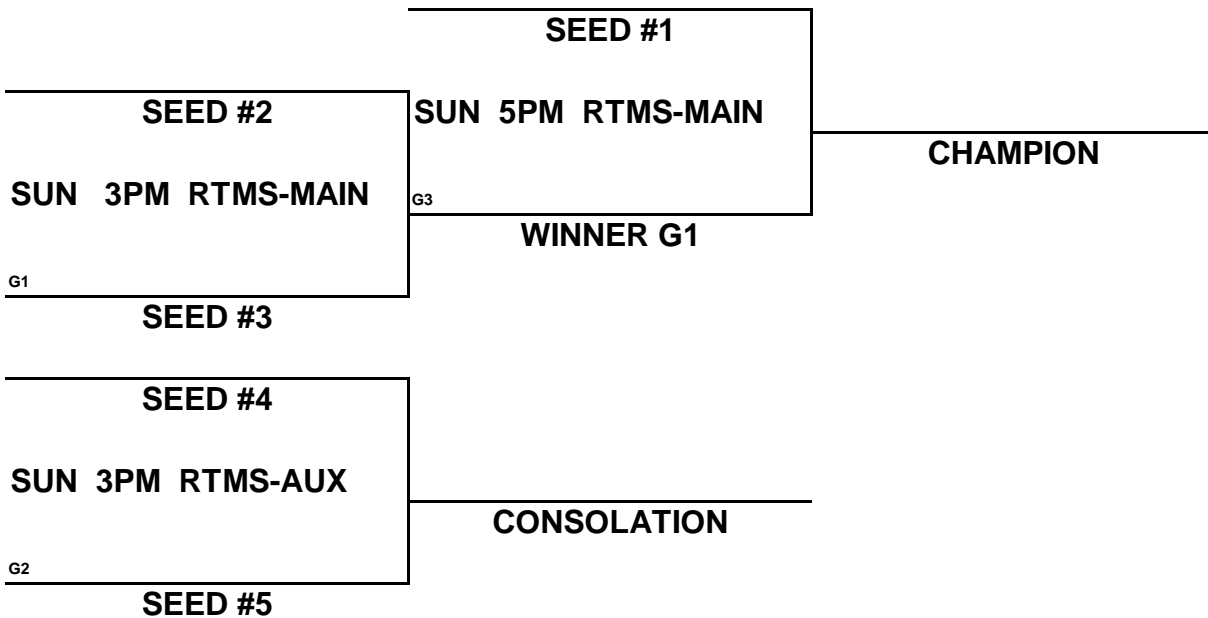 SEED #1
SEED #2
SUN 5PM RTMS-MAIN
CHAMPION
SUN 3PM RTMS-MAIN
G3
WINNER G1
G1
SEED #3
SEED #4
SUN 3PM RTMS-AUX
CONSOLATION
G2
SEED #5